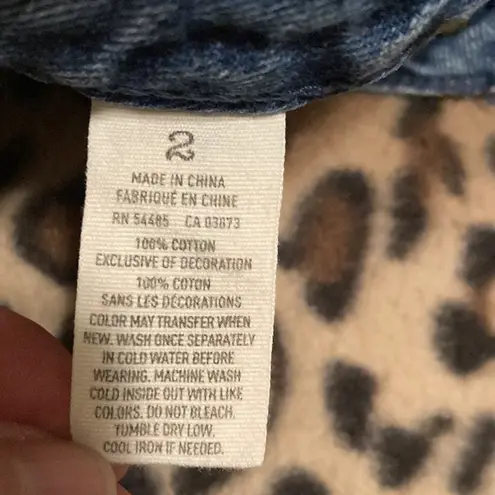 2
MADE IN CHINA
FABRIQUÉ EN CHINE
RN 54485 CA 03673
100% COTTON
EXCLUSIVE OF DECORATION
100% COTON
SANS LES DÉCORATIONS
COLOR MAY TRANSFER WHEN
NEW. WASH ONCE SEPARATELY
IN COLD WATER BEFORE
WEARING. MACHINE WASH
COLD INSIDE OUT WITH LIKE
COLORS. DO NOT BLEACH.
TUMBLE DRY LOW.
COOL IRON IF NEEDED.